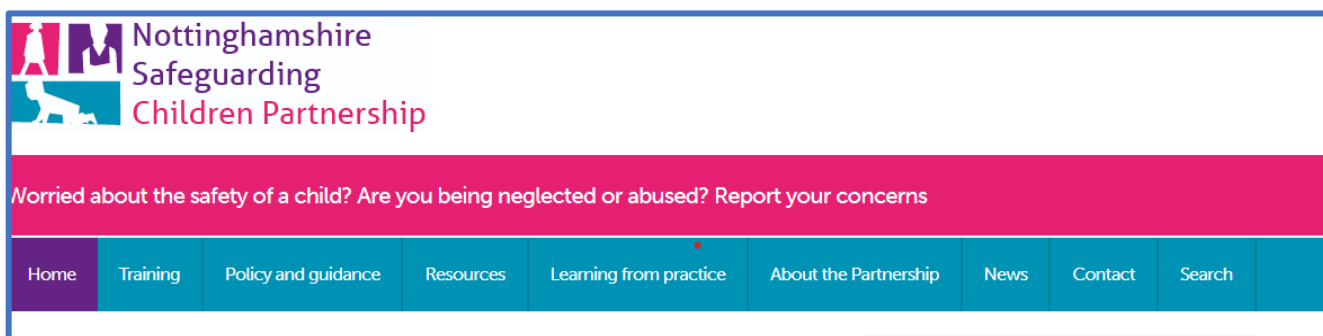 Nottinghamshire
Safeguarding
Children Partnership
Worried about the safety of a child? Are you being neglected or abused? Report your concerns
Home Training Policy and guidance Resources Learning from practice About the Partnership News Contact Search